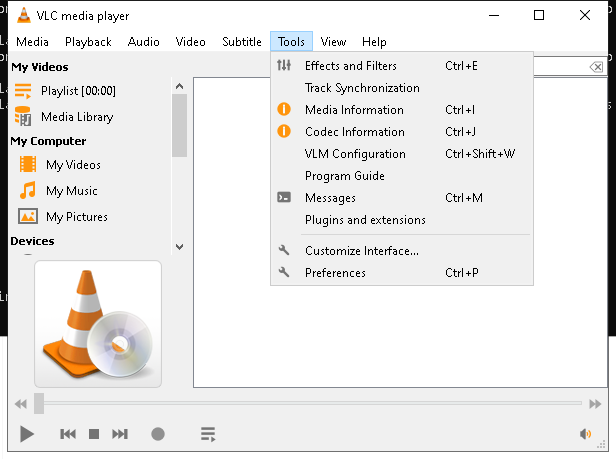 VLC media player
Media Playback Audio Video Subtitle Tools View Help
My Videos
Playlist [00:00]
Media Library
My Computer
My Videos
My Music
My Pictures
Devices
Effects and Filters Ctrl+E
Track Synchronization
Media Information Ctrl+I
Codec Information Ctrl+J
VLM Configuration Ctrl+Shift+W
Program Guide
Messages Ctrl+M
Plugins and extensions
Customize Interface...
Preferences Ctrl+P